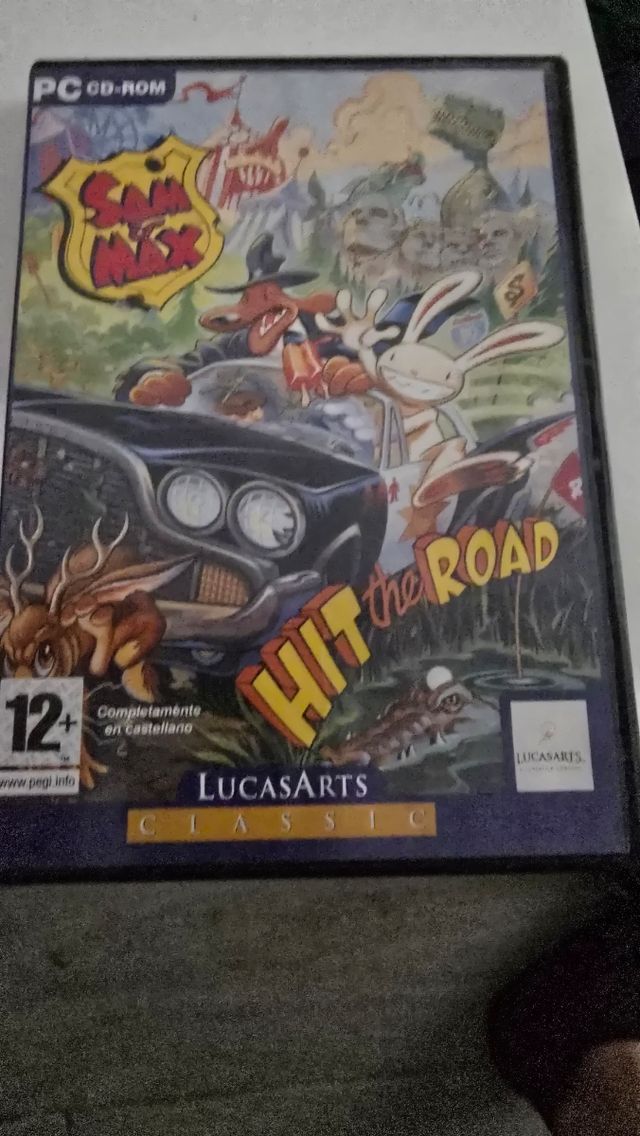 PC CD-ROM
SAM
&
MAX
S
HIT the ROAD
12+
www.pegi.info
Completamente
en castellano
LUCASARTS
LUCASARTS.
CLASSIC